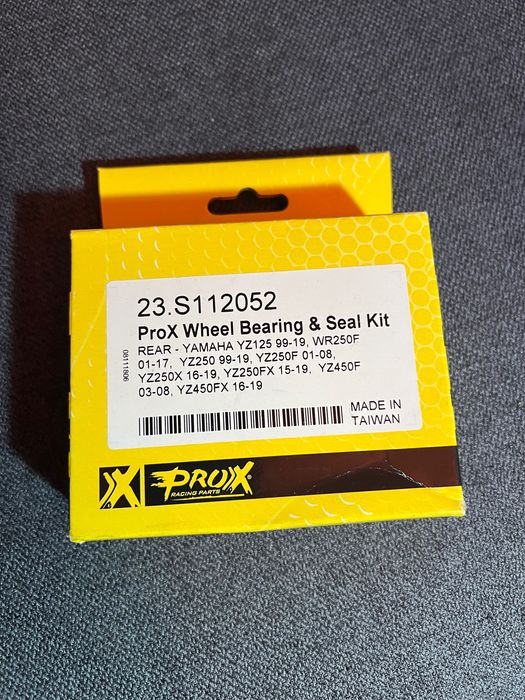 23.S112052
ProX Wheel Bearing & Seal Kit
REAR - YAMAHA YZ125 99-19, WR250F
01-17, YZ250 99-19, YZ250F 01-08,
YZ250X 16-19, YZ250FX 15-19, YZ450F
03-08, YZ450FX 16-19
0811806
MADE IN
TAIWAN
PROX
RACING PARTS